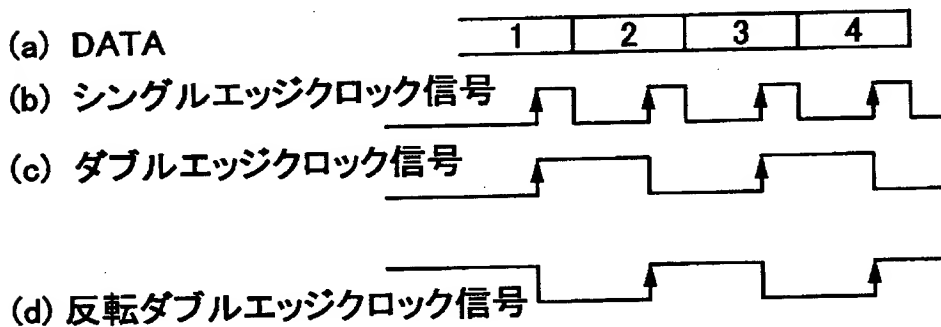 (a) DATA 1 2 3 4
(b) シングルエッジクロック信号
(c) ダブルエッジクロック信号
(d) 反転ダブルエッジクロック信号